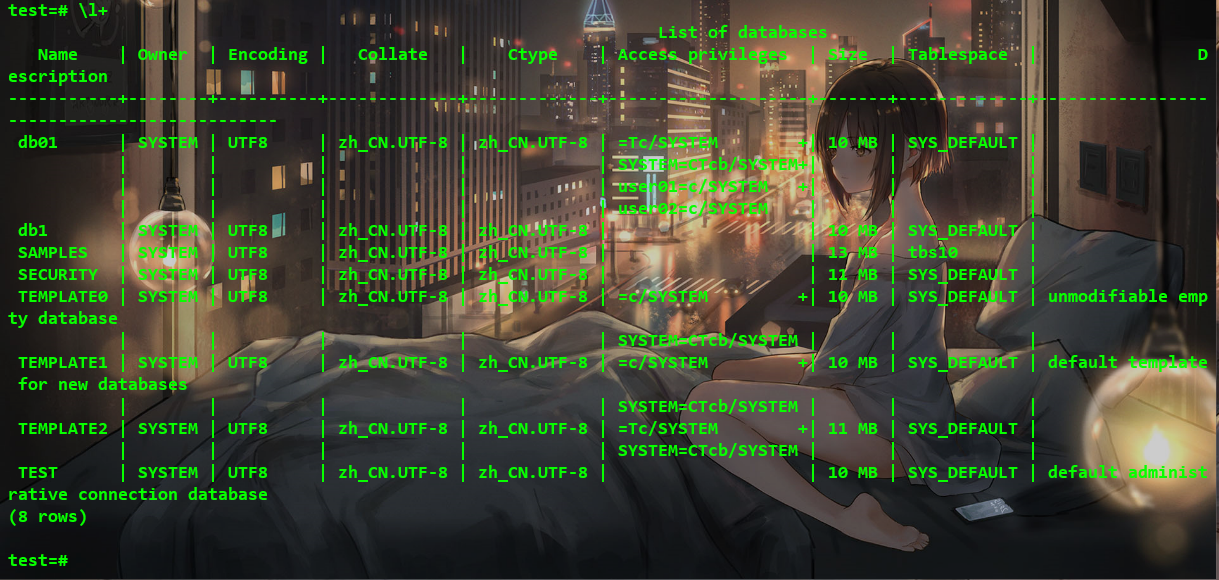 test=# \l+
List of databases
Name | Owner | Encoding | Collate | Ctype | Access privileges | Size | Tablespace | D
escription
-----------+--------+----------+-------------+-------------+-------------------+-------+-------------+-----------------
---------------------------
db01 | SYSTEM | UTF8 | zh_CN.UTF-8 | zh_CN.UTF-8 | =Tc/SYSTEM +| 10 MB | SYS_DEFAULT |
| | | | | SYSTEM=CTcb/SYSTEM+| | |
| | | | | user01=c/SYSTEM +| | |
| | | | | user02=c/SYSTEM | | |
db1 | SYSTEM | UTF8 | zh_CN.UTF-8 | zh_CN.UTF-8 | | 10 MB | SYS_DEFAULT |
SAMPLES | SYSTEM | UTF8 | zh_CN.UTF-8 | zh_CN.UTF-8 | | 13 MB | tbs10 |
SECURITY | SYSTEM | UTF8 | zh_CN.UTF-8 | zh_CN.UTF-8 | | 11 MB | SYS_DEFAULT |
TEMPLATE0 | SYSTEM | UTF8 | zh_CN.UTF-8 | zh_CN.UTF-8 | =c/SYSTEM +| 10 MB | SYS_DEFAULT | unmodifiable emp
ty database
| | | | | SYSTEM=CTcb/SYSTEM | | |
TEMPLATE1 | SYSTEM | UTF8 | zh_CN.UTF-8 | zh_CN.UTF-8 | =c/SYSTEM +| 10 MB | SYS_DEFAULT | default template
for new databases
| | | | | SYSTEM=CTcb/SYSTEM | | |
TEMPLATE2 | SYSTEM | UTF8 | zh_CN.UTF-8 | zh_CN.UTF-8 | =Tc/SYSTEM +| 11 MB | SYS_DEFAULT |
| | | | | SYSTEM=CTcb/SYSTEM | | |
TEST | SYSTEM | UTF8 | zh_CN.UTF-8 | zh_CN.UTF-8 | | 10 MB | SYS_DEFAULT | default administ
rative connection database
(8 rows)
test=#